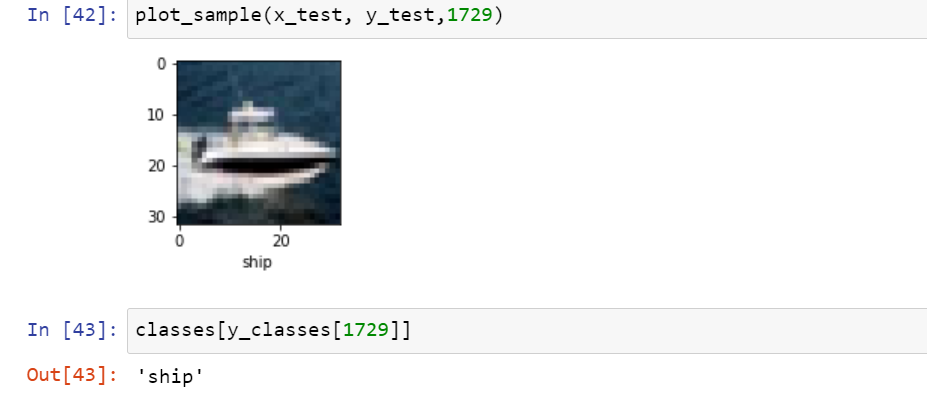 In [42]: plot_sample(x_test, y_test,1729)
0
10
20
30
0 20
ship
In [43]: classes[y_classes[1729]]
Out[43]: 'ship'